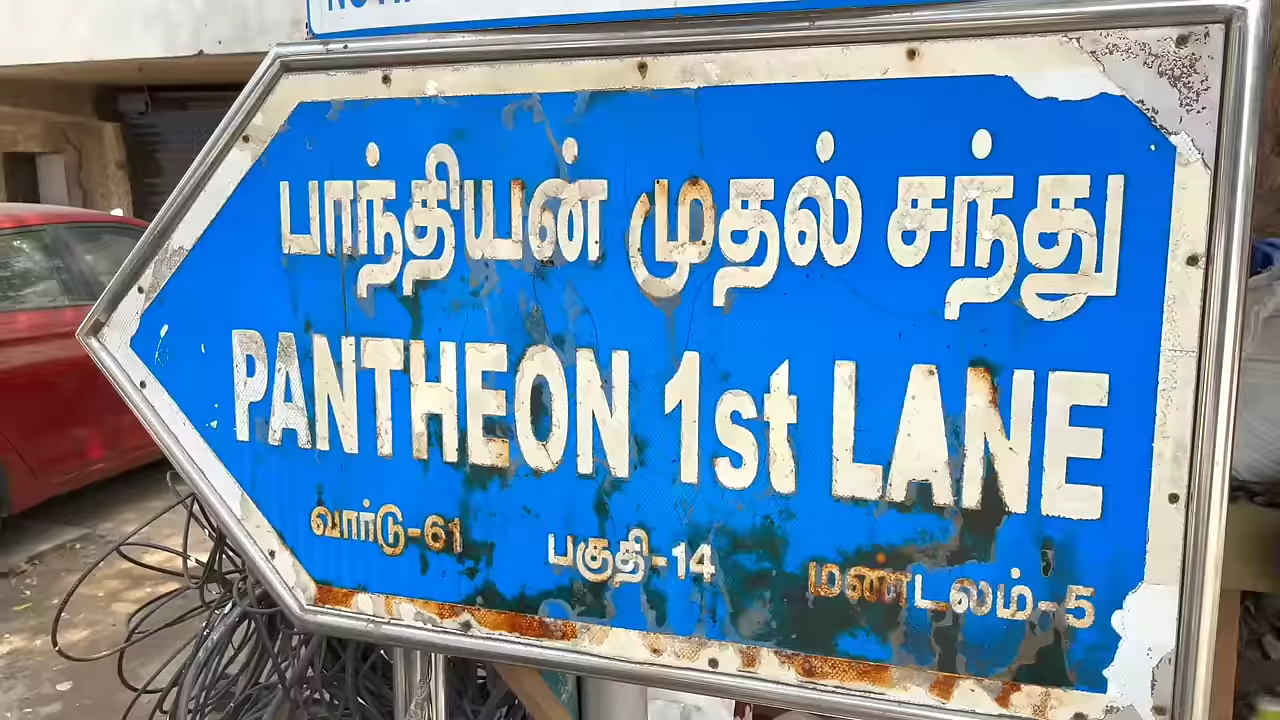 பாந்தியன் முதல் சந்து
PANTHEON 1st LANE
வார்டு-61 பகுதி-14 மண்டலம்-5